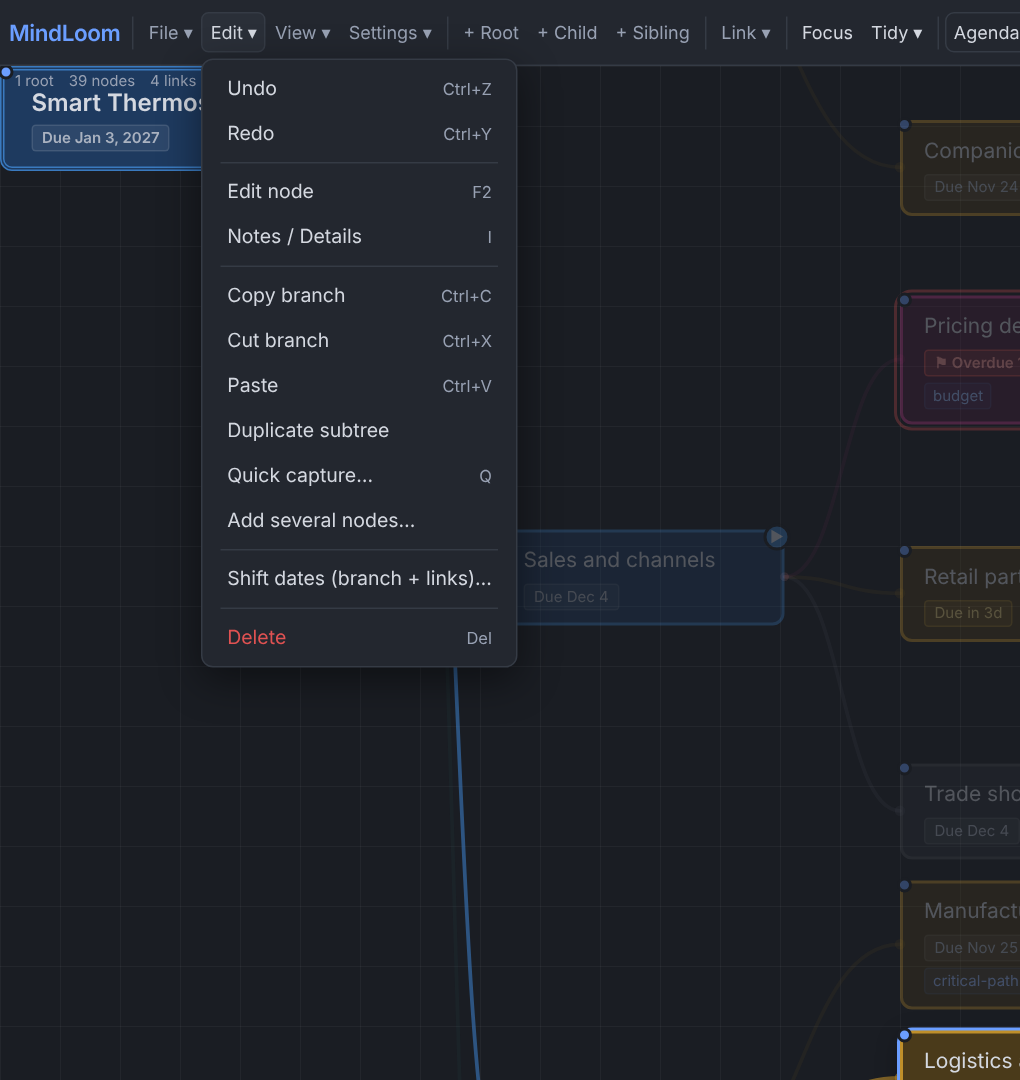 MindLoom File ▾ Edit ▾ View ▾ Settings ▾ + Root + Child + Sibling Link ▾ Focus Tidy ▾ Agenda
1 root 39 nodes 4 links
Smart Thermos
Due Jan 3, 2027
Undo Ctrl+Z
Redo Ctrl+Y
Edit node F2
Notes / Details I
Copy branch Ctrl+C
Cut branch Ctrl+X
Paste Ctrl+V
Duplicate subtree
Quick capture... Q
Add several nodes...
Shift dates (branch + links)...
Delete Del
Sales and channels
Due Dec 4
Companio
Due Nov 24
Pricing de
⚑ Overdue
budget
Retail part
Due in 3d
Trade sho
Due Dec 4
Manufactu
Due Nov 25
critical-path
Logistics